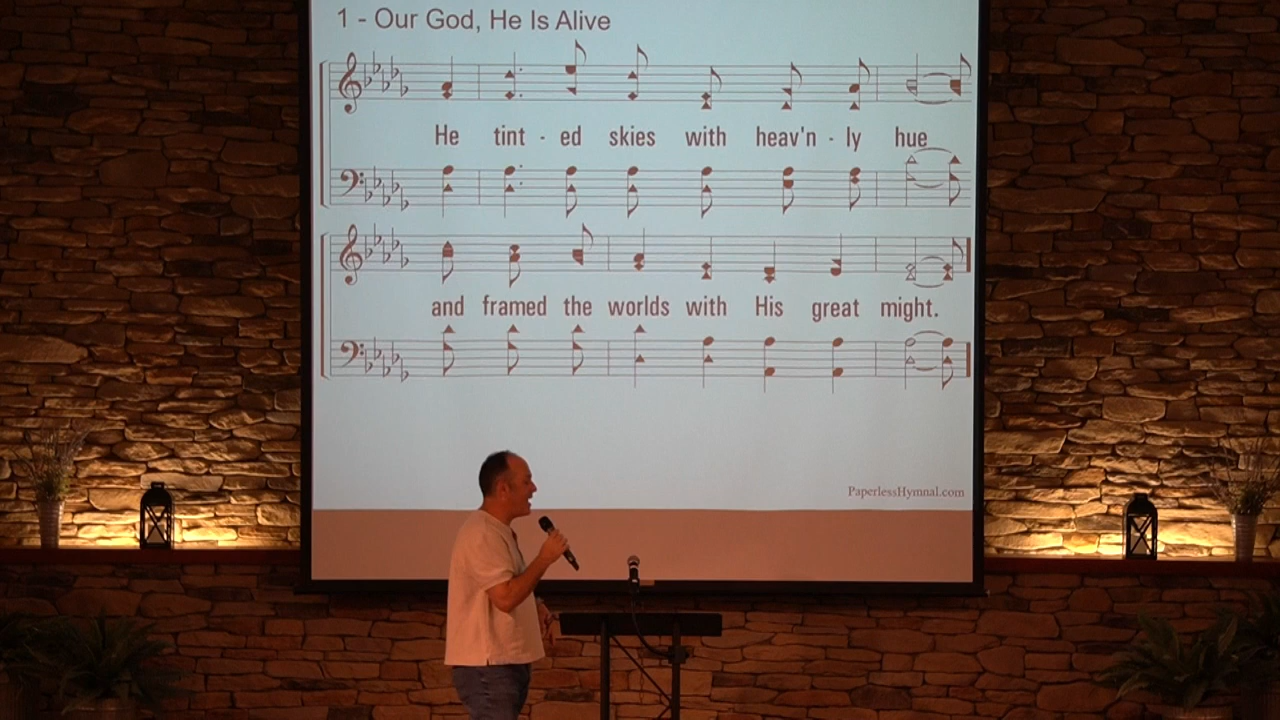 1 - Our God, He Is Alive
He tint - ed skies with heav'n - ly hue
and framed the worlds with His great might.
PaperlessHymnal.com